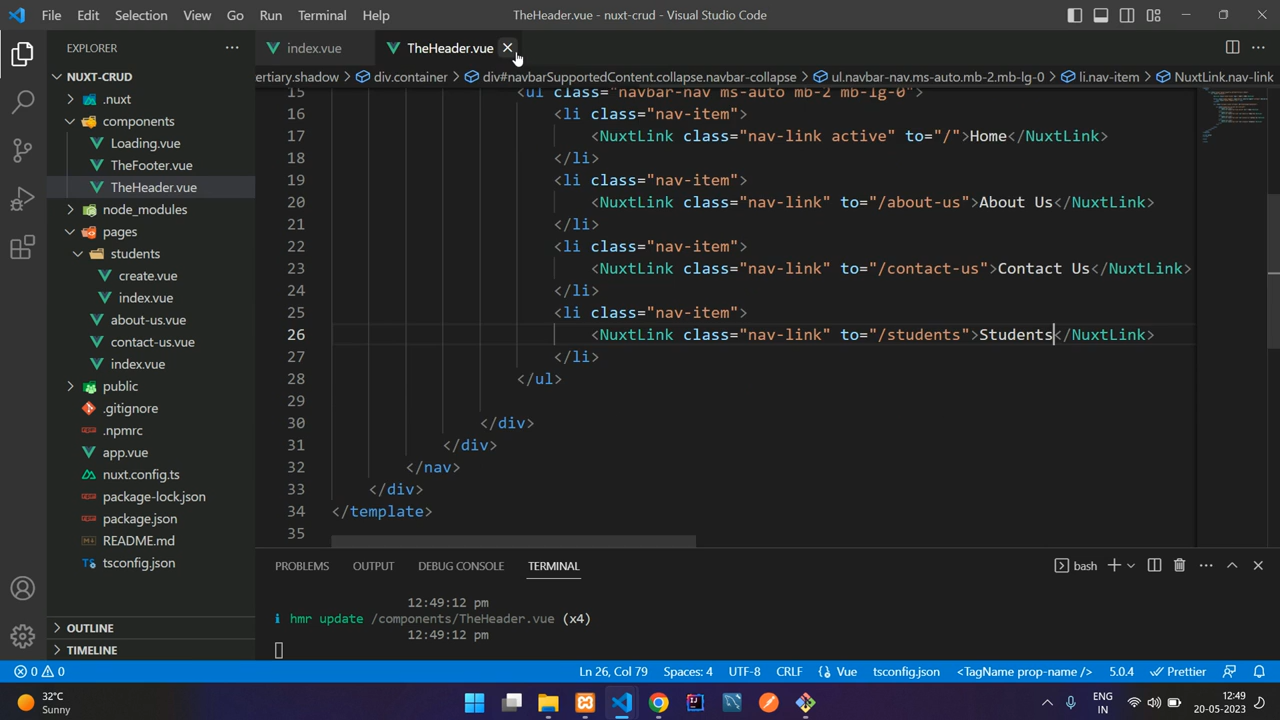 File Edit Selection View Go Run Terminal Help
TheHeader.vue - nuxt-crud - Visual Studio Code
EXPLORER
NUXT-CRUD
.nuxt
components
Loading.vue
TheFooter.vue
TheHeader.vue
node_modules
pages
students
create.vue
index.vue
about-us.vue
contact-us.vue
index.vue
public
.gitignore
.npmrc
app.vue
nuxt.config.ts
package-lock.json
package.json
README.md
tsconfig.json
OUTLINE
TIMELINE
index.vue
TheHeader.vue
ertiary.shadow > div.container > div#navbarSupportedContent.collapse.navbar-collapse > ul.navbar-nav.ms-auto.mb-2.mb-lg-0 > li.nav-item > NuxtLink.nav-link
15 <ul class="navbar-nav ms-auto mb-2 mb-lg-0">
16 <li class="nav-item">
17 <NuxtLink class="nav-link active" to="/">Home</NuxtLink>
18 </li>
19 <li class="nav-item">
20 <NuxtLink class="nav-link" to="/about-us">About Us</NuxtLink>
21 </li>
22 <li class="nav-item">
23 <NuxtLink class="nav-link" to="/contact-us">Contact Us</NuxtLink>
24 </li>
25 <li class="nav-item">
26 <NuxtLink class="nav-link" to="/students">Students</NuxtLink>
27 </li>
28 </ul>
29
30 </div>
31 </div>
32 </nav>
33 </div>
34 </template>
35
PROBLEMS OUTPUT DEBUG CONSOLE TERMINAL
bash
12:49:12 pm
i hmr update /components/TheHeader.vue (x4)
12:49:12 pm
0 0
Ln 26, Col 79 Spaces: 4 UTF-8 CRLF {} Vue tsconfig.json <TagName prop-name /> 5.0.4 Prettier
32°C
Sunny
ENG
IN
12:49
20-05-2023